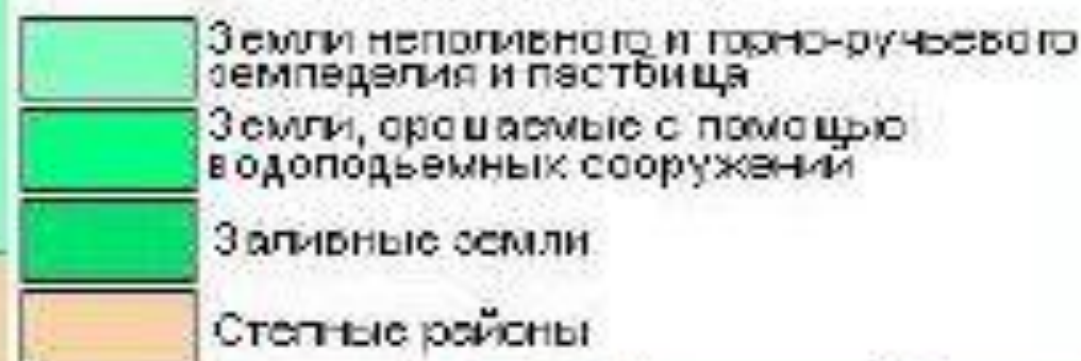 Земли неполивного и горно-ручьевого
земледелия и пастбища
Земли, орошаемые с помощью
водоподъемных сооружений
Заливные земли
Степные районы